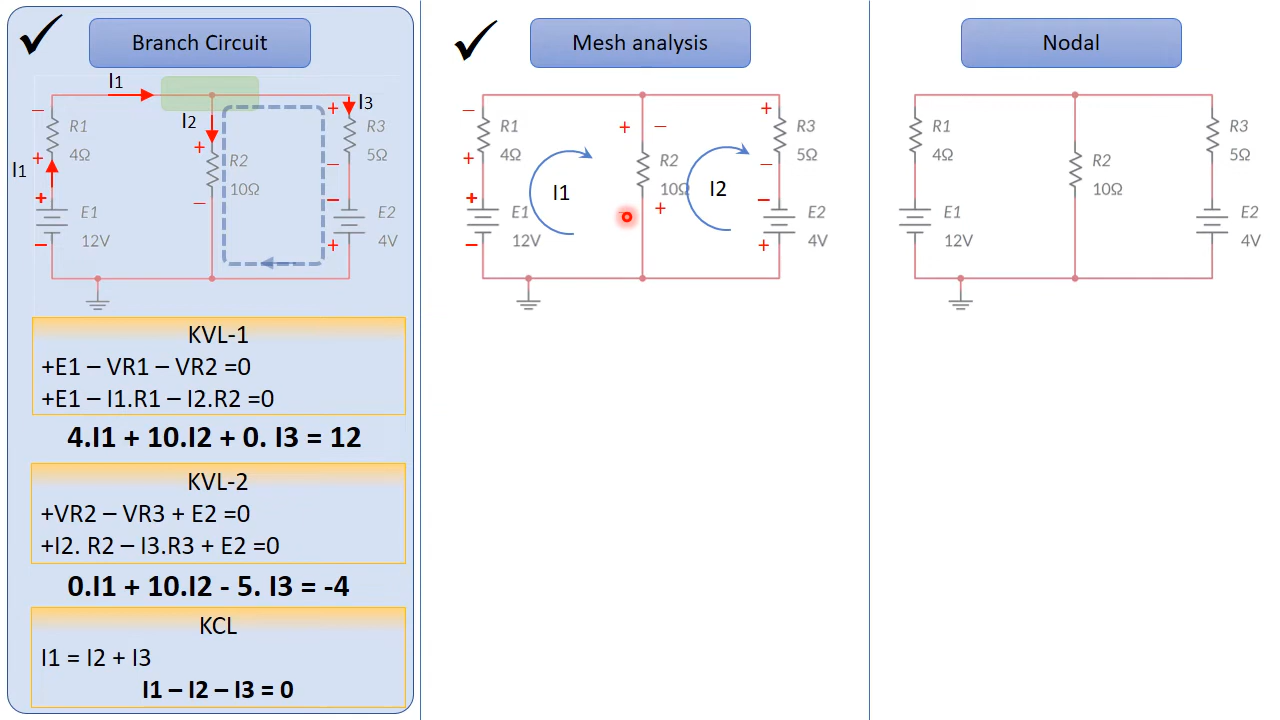 Branch Circuit
I1
I3
I2
R1
4Ω
R2
10Ω
R3
5Ω
I1
E1
12V
E2
4V
KVL-1
+E1 – VR1 – VR2 =0
+E1 – I1.R1 – I2.R2 =0
4.I1 + 10.I2 + 0. I3 = 12
KVL-2
+VR2 – VR3 + E2 =0
+I2. R2 – I3.R3 + E2 =0
0.I1 + 10.I2 - 5. I3 = -4
KCL
I1 = I2 + I3
I1 – I2 – I3 = 0
Mesh analysis
R1
4Ω
R2
10Ω
R3
5Ω
I1
I2
E1
12V
E2
4V
Nodal
R1
4Ω
R2
10Ω
R3
5Ω
E1
12V
E2
4V